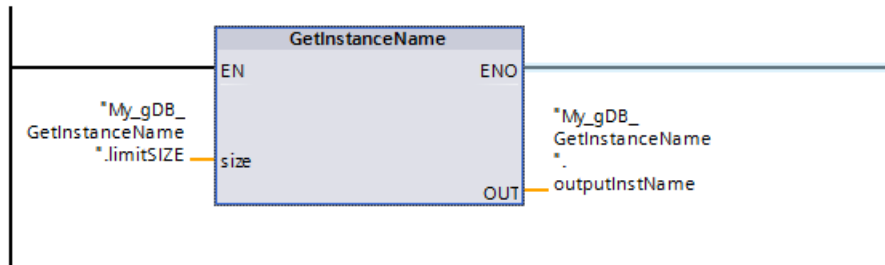 GetInstanceName
EN
ENO
"My_gDB_
GetInstanceName
".limitSIZE
size
"My_gDB_
GetInstanceName
".
outputInstName
OUT